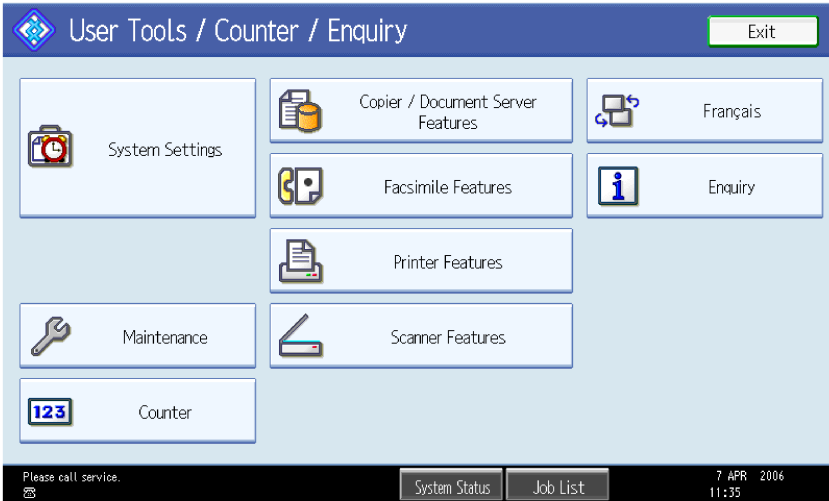 User Tools / Counter / Enquiry
Exit
System Settings
Copier / Document Server
Features
Français
Facsimile Features
Enquiry
Printer Features
Maintenance
Scanner Features
123
Counter
Please call service.
System Status
Job List
7 APR 2006
11:35